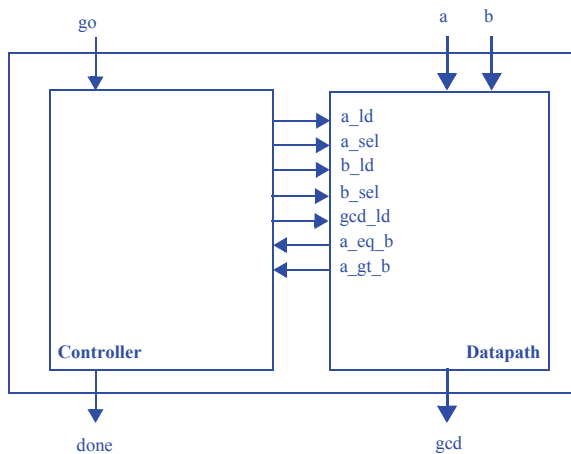 go
a b
a_ld
a_sel
b_ld
b_sel
gcd_ld
a_eq_b
a_gt_b
Controller
Datapath
done
gcd